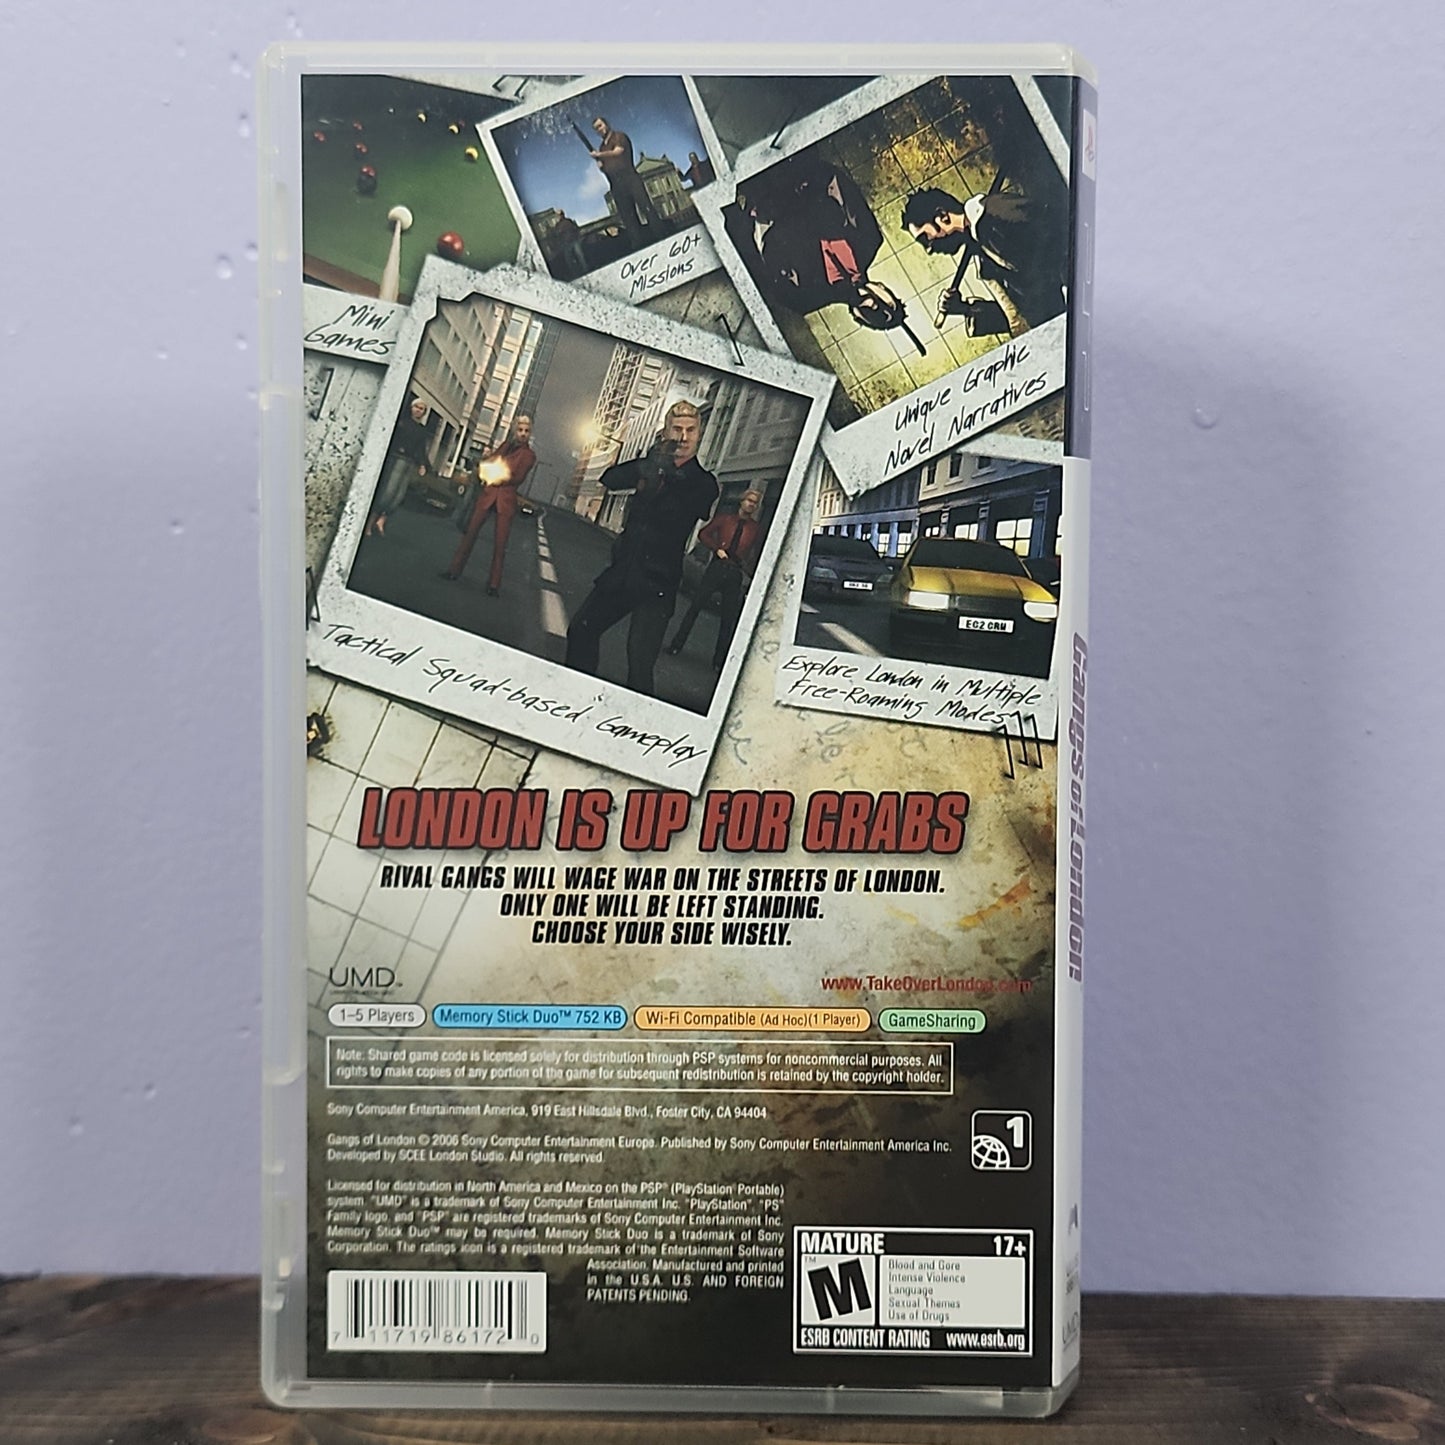 Over 60+
Missions
Mini
Games
Unique Graphic
Novel Narratives
EC2 CRW
Tactical Squad-based Gameplay
Explore London in Multiple
Free-Roaming Modes
LONDON IS UP FOR GRABS
RIVAL GANGS WILL WAGE WAR ON THE STREETS OF LONDON.
ONLY ONE WILL BE LEFT STANDING.
CHOOSE YOUR SIDE WISELY.
UMD™
www.TakeOverLondon.com
1–5 Players
Memory Stick Duo™ 752 KB
Wi-Fi Compatible (Ad Hoc)(1 Player)
GameSharing
Note: Shared game code is licensed solely for distribution through PSP systems for noncommercial purposes. All
rights to make copies of any portion of the game for subsequent redistribution is retained by the copyright holder.
Sony Computer Entertainment America, 919 East Hillsdale Blvd., Foster City, CA 94404
Gangs of London © 2006 Sony Computer Entertainment Europe. Published by Sony Computer Entertainment America Inc.
Developed by SCEE London Studio. All rights reserved.
1
Licensed for distribution in North America and Mexico on the PSP® (PlayStation Portable)
system. "UMD" is a trademark of Sony Computer Entertainment Inc. "PlayStation", "PS"
Family logo, and "PSP" are registered trademarks of Sony Computer Entertainment Inc.
Memory Stick Duo™ may be required. Memory Stick Duo is a trademark of Sony
Corporation. The ratings icon is a registered trademark of the Entertainment Software
Association. Manufactured and printed
in the U.S.A. U.S. AND FOREIGN
PATENTS PENDING.
7 11719 86172 0
MATURE 17+
M
Blood and Gore
Intense Violence
Language
Sexual Themes
Use of Drugs
ESRB CONTENT RATING www.esrb.org
Gangs of London
UMD